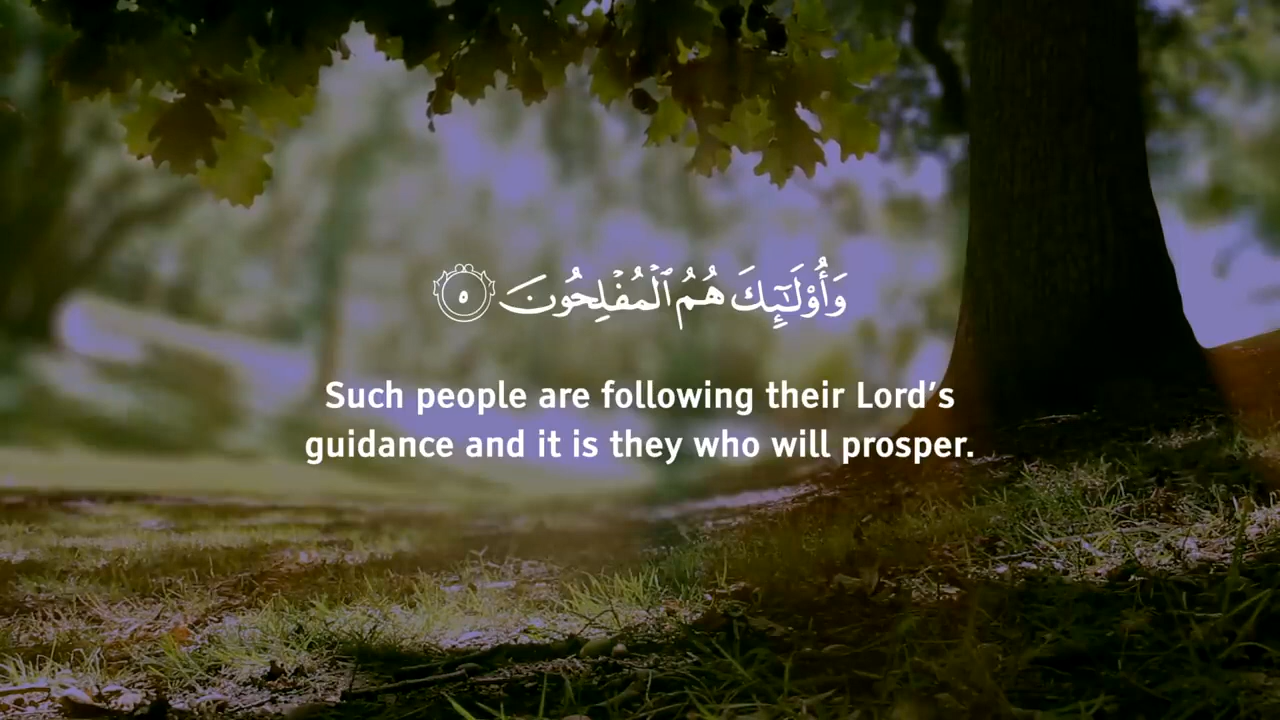 وَأُوْلَـٰٓئِكَ هُمُ ٱلۡمُفۡلِحُونَ ٥
Such people are following their Lord’s
guidance and it is they who will prosper.